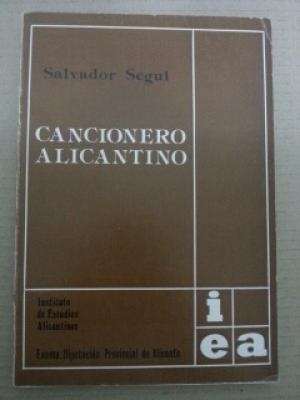 Salvador Seguí
CANCIONERO
ALICANTINO
Instituto
de Estudios
Alicantinos
i
ea
Excma. Diputación Provincial de Alicante